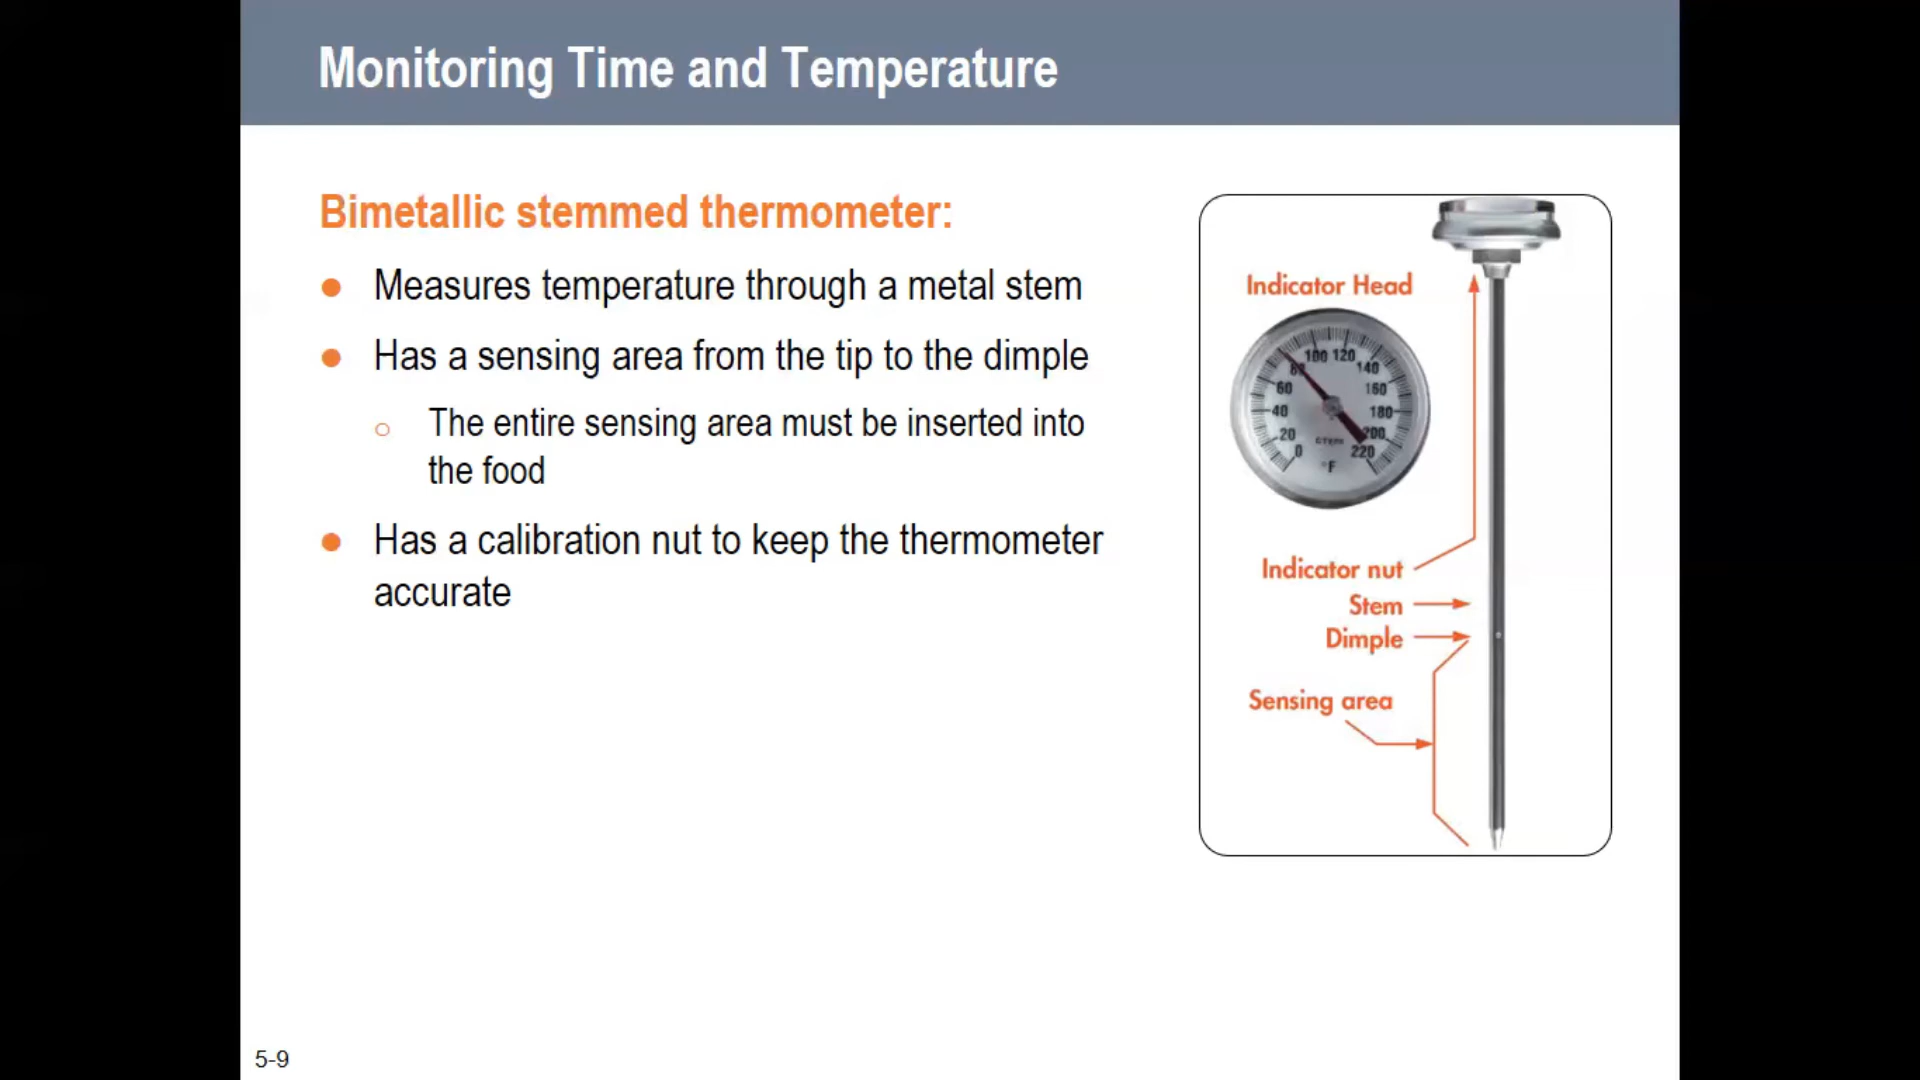 Monitoring Time and Temperature
Bimetallic stemmed thermometer:
Measures temperature through a metal stem
Has a sensing area from the tip to the dimple
The entire sensing area must be inserted into
the food
Has a calibration nut to keep the thermometer
accurate
Indicator Head
100 120
80 140
60 160
40 180
20 200
0 220
°F
Indicator nut
Stem
Dimple
Sensing area
5-9